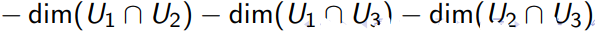 − dim(U₁ ∩ U₂) − dim(U₁ ∩ U₃) − dim(U₂ ∩ U₃)